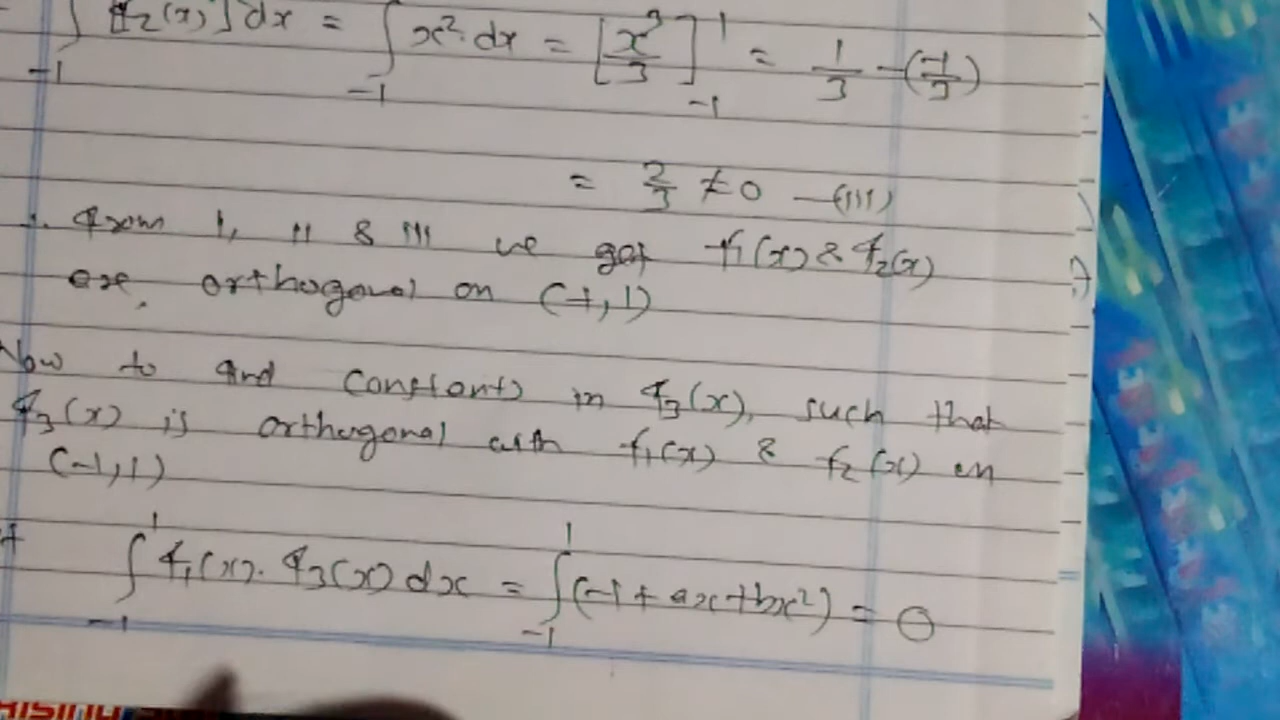 ∫₋₁ [f₂(x)]dx = ∫₋₁ x²·dx = [x³/3]¹₋₁ = 1/3 - (-1/3)
= 2/3 ≠ 0 —(III)
∴ from I, II & III we get f₁(x) & f₂(x)
are orthogonal on (-1, 1)
Now to find constants in f₃(x), such that
f₃(x) is orthogonal with f₁(x) & f₂(x) on
(-1,1)
∫₋₁¹ f₁(x). f₃(x) dx = ∫₋₁¹ (-1 + ax + bx²) = 0